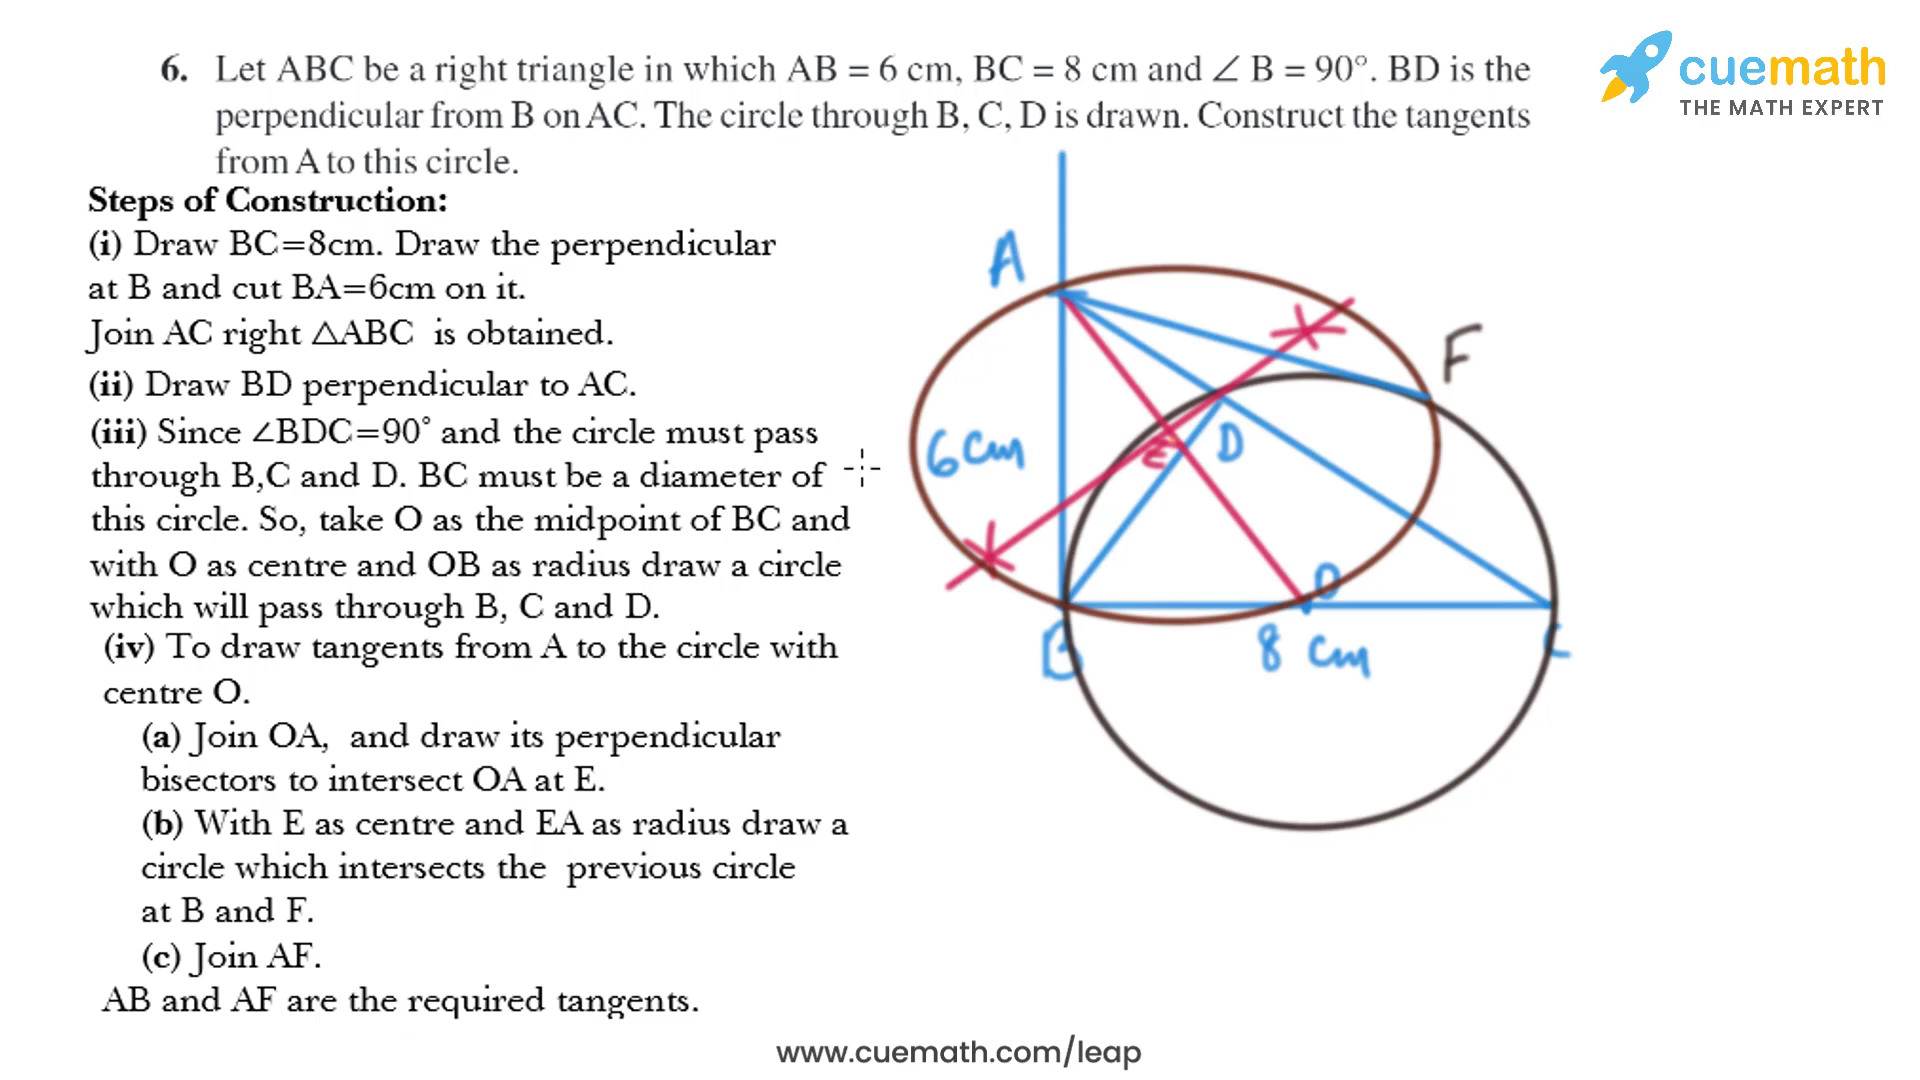 6. Let ABC be a right triangle in which AB = 6 cm, BC = 8 cm and ∠ B = 90°. BD is the
perpendicular from B on AC. The circle through B, C, D is drawn. Construct the tangents
from A to this circle.
cuemath
THE MATH EXPERT
Steps of Construction:
(i) Draw BC=8cm. Draw the perpendicular
at B and cut BA=6cm on it.
Join AC right △ABC is obtained.
(ii) Draw BD perpendicular to AC.
(iii) Since ∠BDC=90° and the circle must pass
through B,C and D. BC must be a diameter of
this circle. So, take O as the midpoint of BC and
with O as centre and OB as radius draw a circle
which will pass through B, C and D.
(iv) To draw tangents from A to the circle with
centre O.
(a) Join OA, and draw its perpendicular
bisectors to intersect OA at E.
(b) With E as centre and EA as radius draw a
circle which intersects the previous circle
at B and F.
(c) Join AF.
AB and AF are the required tangents.
A
F
6cm
E
D
O
B
8 cm
C
www.cuemath.com/leap